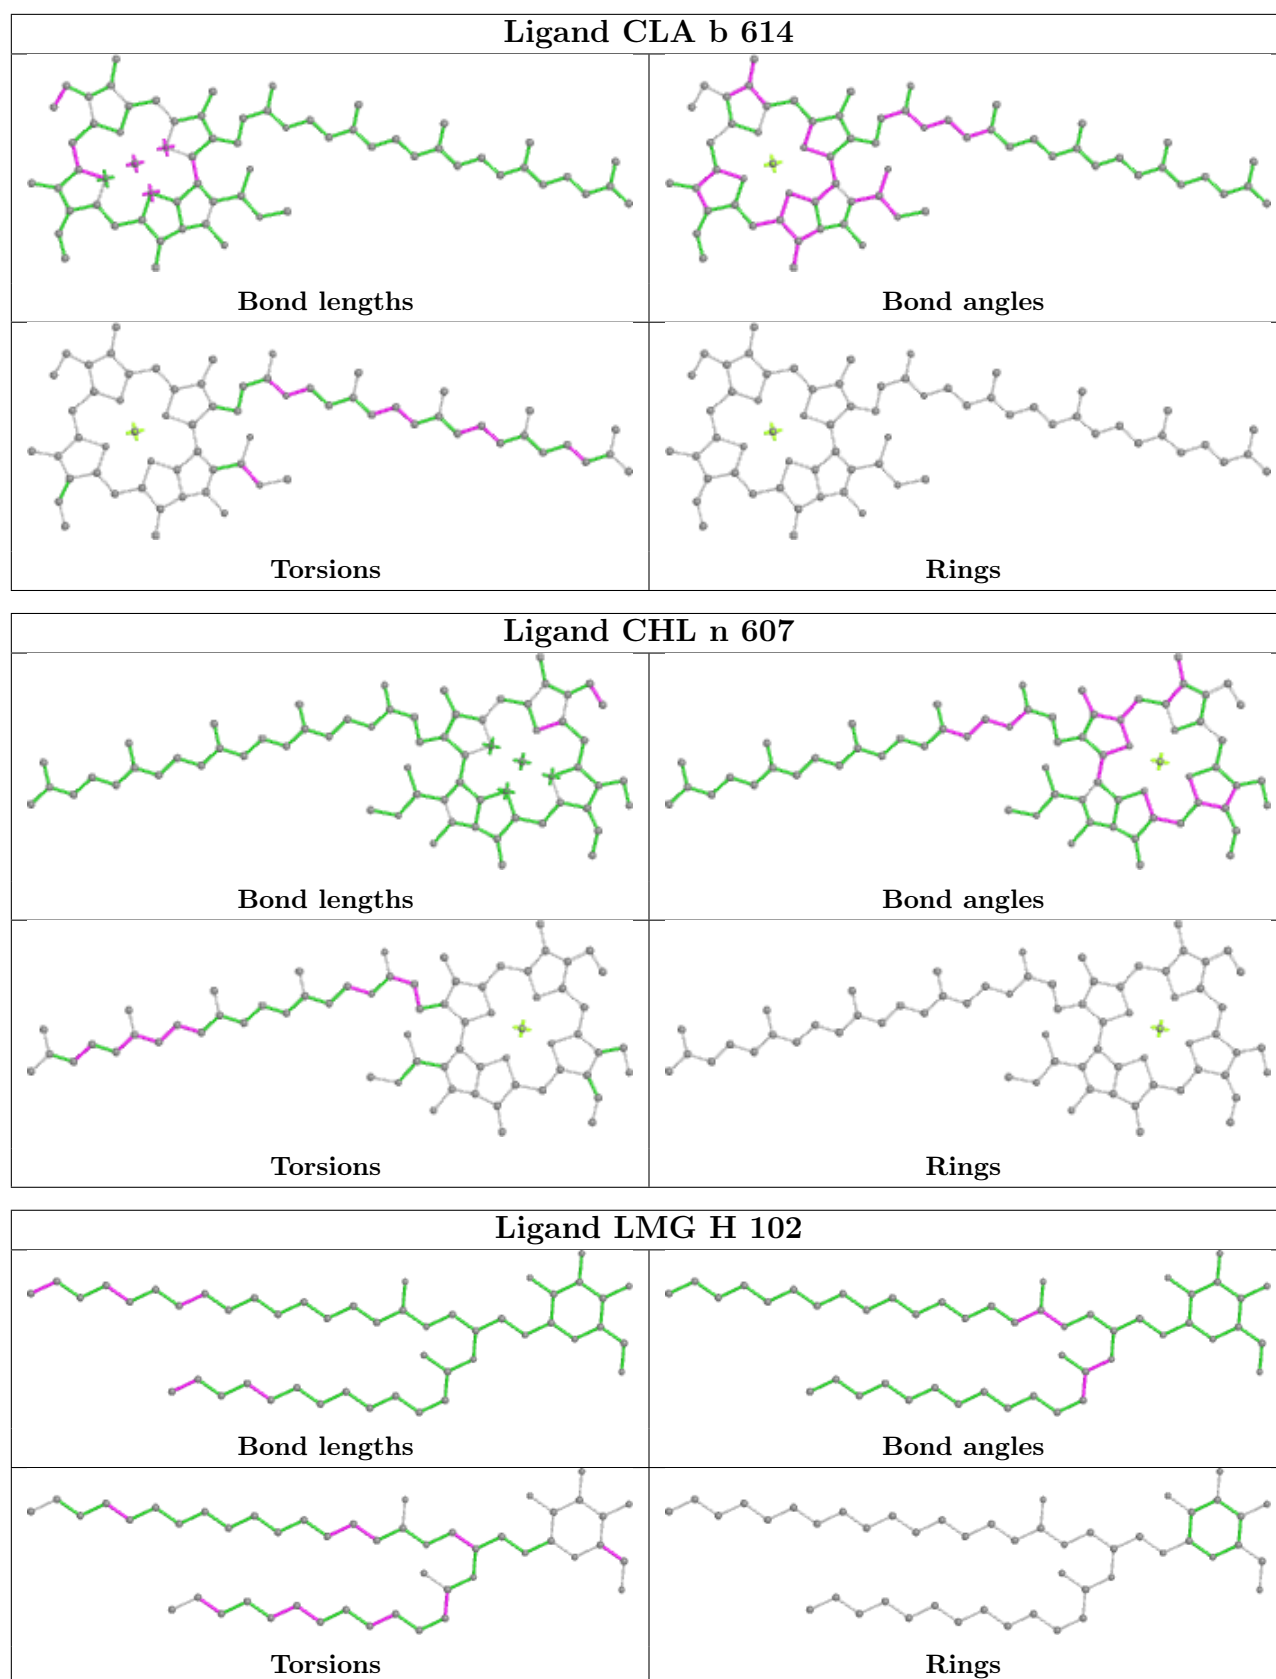 Ligand CLA b 614
Bond lengths
Bond angles
Torsions
Rings
Ligand CHL n 607
Bond lengths
Bond angles
Torsions
Rings
Ligand LMG H 102
Bond lengths
Bond angles
Torsions
Rings